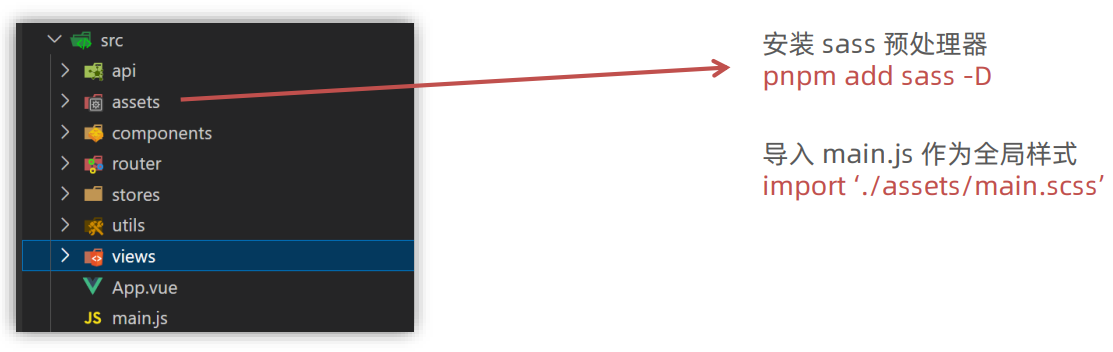 src
api
assets
components
router
stores
utils
views
App.vue
JS main.js
安装 sass 预处理器
pnpm add sass -D
导入 main.js 作为全局样式
import ‘./assets/main.scss’